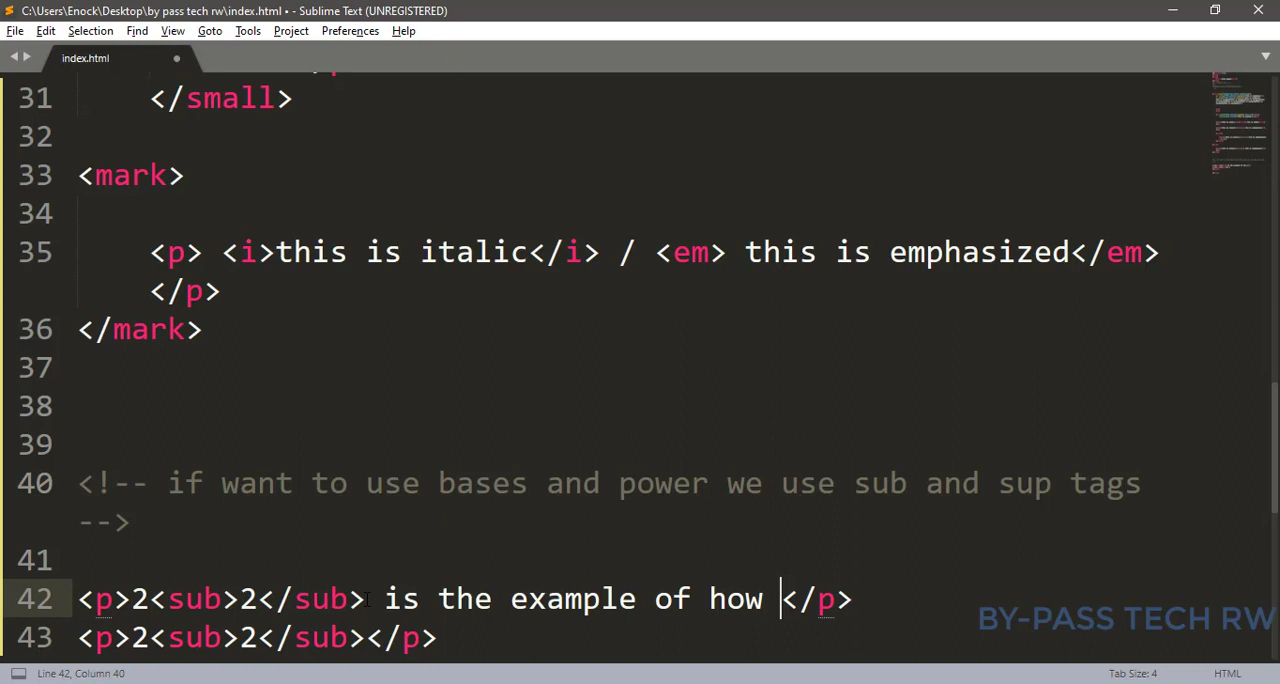 C:\Users\Enock\Desktop\by pass tech rw\index.html • - Sublime Text (UNREGISTERED)
File Edit Selection Find View Goto Tools Project Preferences Help
index.html
31 </small>
32
33 <mark>
34
35 <p> <i>this is italic</i> / <em> this is emphasized</em>
</p>
36 </mark>
37
38
39
40 <!-- if want to use bases and power we use sub and sup tags
-->
41
42 <p>2<sub>2</sub> is the example of how </p>
43 <p>2<sub>2</sub></p>
BY-PASS TECH RW
Line 42, Column 40 Tab Size: 4 HTML